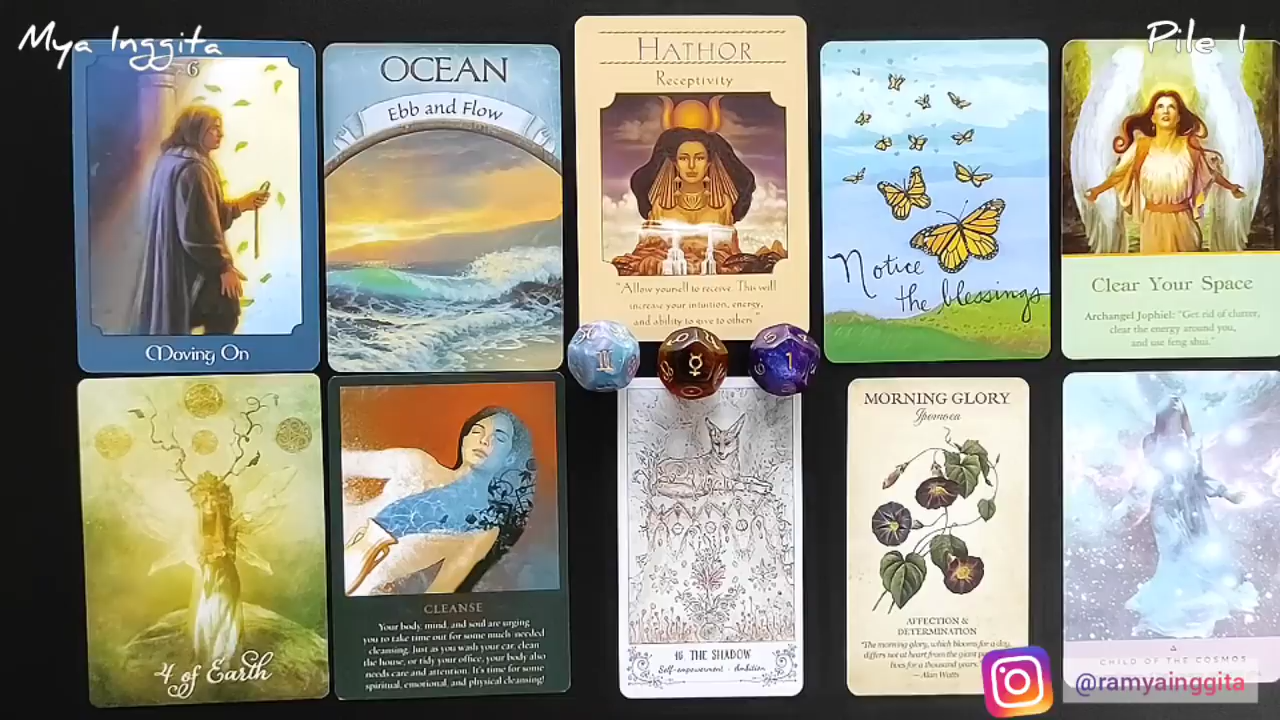 Mya Inggita
Pile 1
6
Moving On
OCEAN
Ebb and Flow
HATHOR
Receptivity
"Allow yourself to receive. This will
increase your intuition, energy,
and ability to give to others."
Notice
the blessings
Clear Your Space
Archangel Jophiel: "Get rid of clutter,
clear the energy around you,
and use feng shui."
1
4 of Earth
CLEANSE
Your body, mind, and soul are urging
you to take time out for some much-needed
cleansing. Just as you wash your car, clean
the house, or tidy your office, your body also
needs care and attention. It's time for some
spiritual, emotional, and physical cleansing!
THE SHADOW
Self-empowerment · Ambition
MORNING GLORY
Ipomoea
AFFECTION &
DETERMINATION
"The morning glory, which blooms for a day,
differs not at heart from the giant
lives for a thousand years.
— Alan Watts
CHILD OF THE COSMOS
@ramyainggita